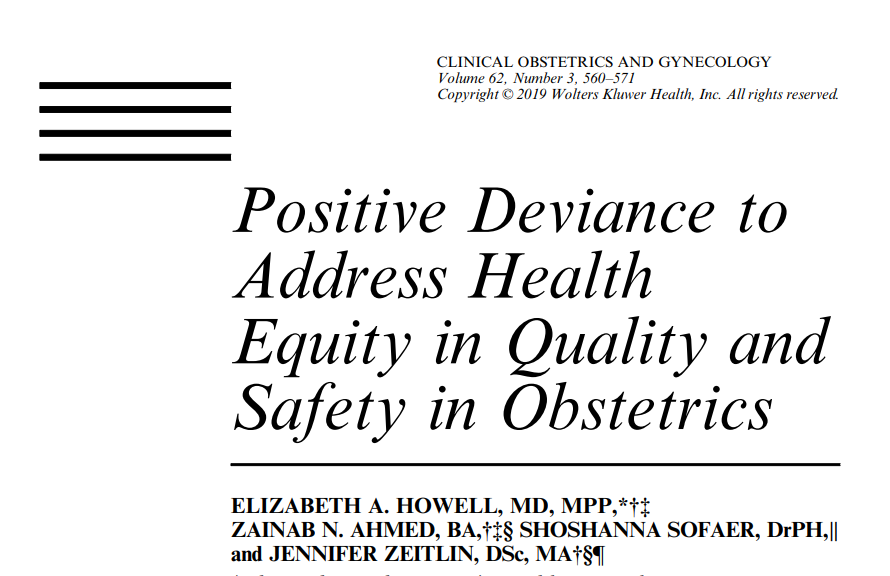 CLINICAL OBSTETRICS AND GYNECOLOGY
Volume 62, Number 3, 560–571
Copyright © 2019 Wolters Kluwer Health, Inc. All rights reserved.
Positive Deviance to
Address Health
Equity in Quality and
Safety in Obstetrics
ELIZABETH A. HOWELL, MD, MPP,*†‡
ZAINAB N. AHMED, BA,†‡§ SHOSHANNA SOFAER, DrPH,∥
and JENNIFER ZEITLIN, DSc, MA†§¶